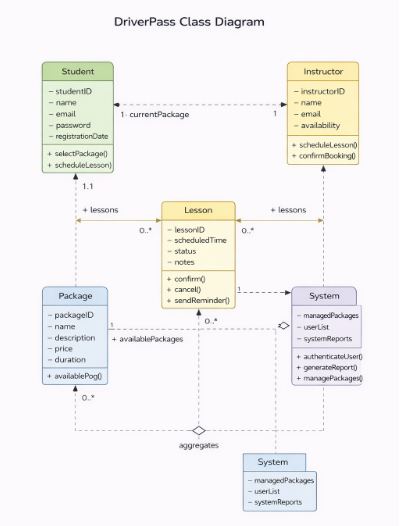 DriverPass Class Diagram
Student
– studentID
– name
– email
– password
– registrationDate
+ selectPackage()
+ scheduleLesson)
Instructor
– instructorID
– name
– email
– availability
+ scheduleLesson()
+ confirmBooking()
1· currentPackage
1
1.1
+ lessons
+ lessons
0..*
0..*
Lesson
– lessonID
– scheduledTime
– status
– notes
+ confirm()
+ cancel()
+ sendReminder()
1
0..*
Package
– packageID
– name
– description
– price
– duration
+ availablePog()
1
+ availablePackages
0..*
System
– managedPackages
– userList
– systemReports
+ authenticateUser()
+ generateReport()
+ managePackages()
aggregates
System
– managedPackages
– userList
– systemReports